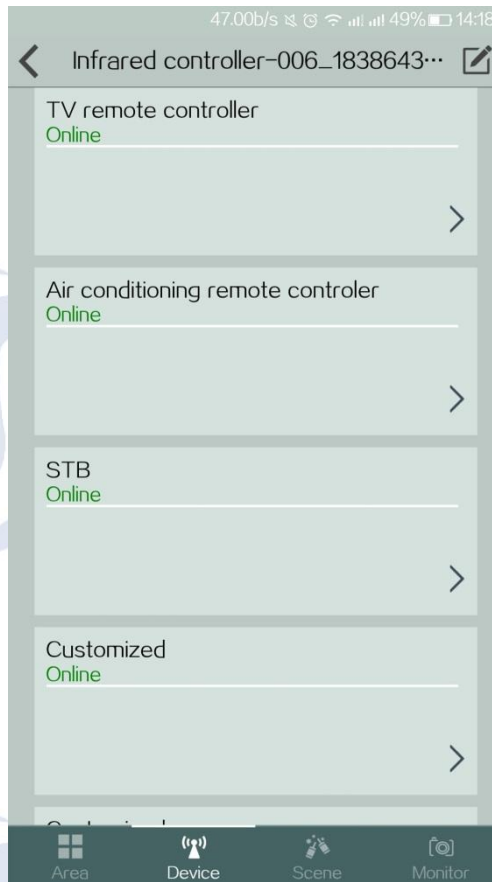 47.00b/s 49% 14:18
Infrared controller-006_1838643···
TV remote controller
Online
Air conditioning remote controler
Online
STB
Online
Customized
Online
Area Device Scene Monitor